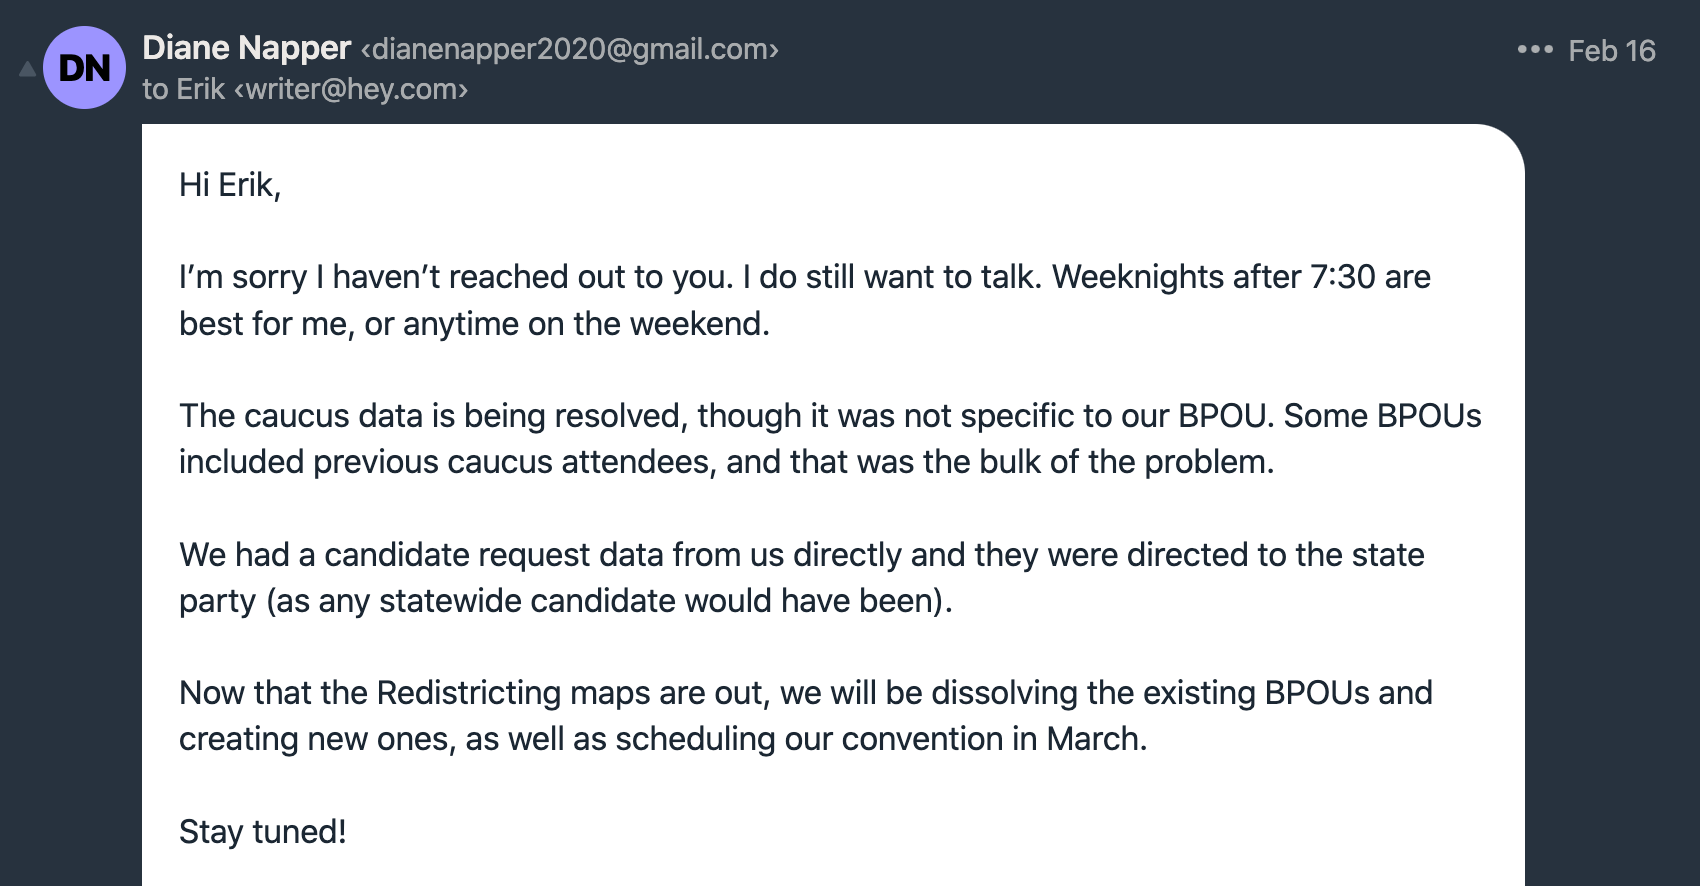 DN
Diane Napper <dianenapper2020@gmail.com>
••• Feb 16
to Erik <writer@hey.com>
Hi Erik,
I’m sorry I haven’t reached out to you. I do still want to talk. Weeknights after 7:30 are
best for me, or anytime on the weekend.
The caucus data is being resolved, though it was not specific to our BPOU. Some BPOUs
included previous caucus attendees, and that was the bulk of the problem.
We had a candidate request data from us directly and they were directed to the state
party (as any statewide candidate would have been).
Now that the Redistricting maps are out, we will be dissolving the existing BPOUs and
creating new ones, as well as scheduling our convention in March.
Stay tuned!